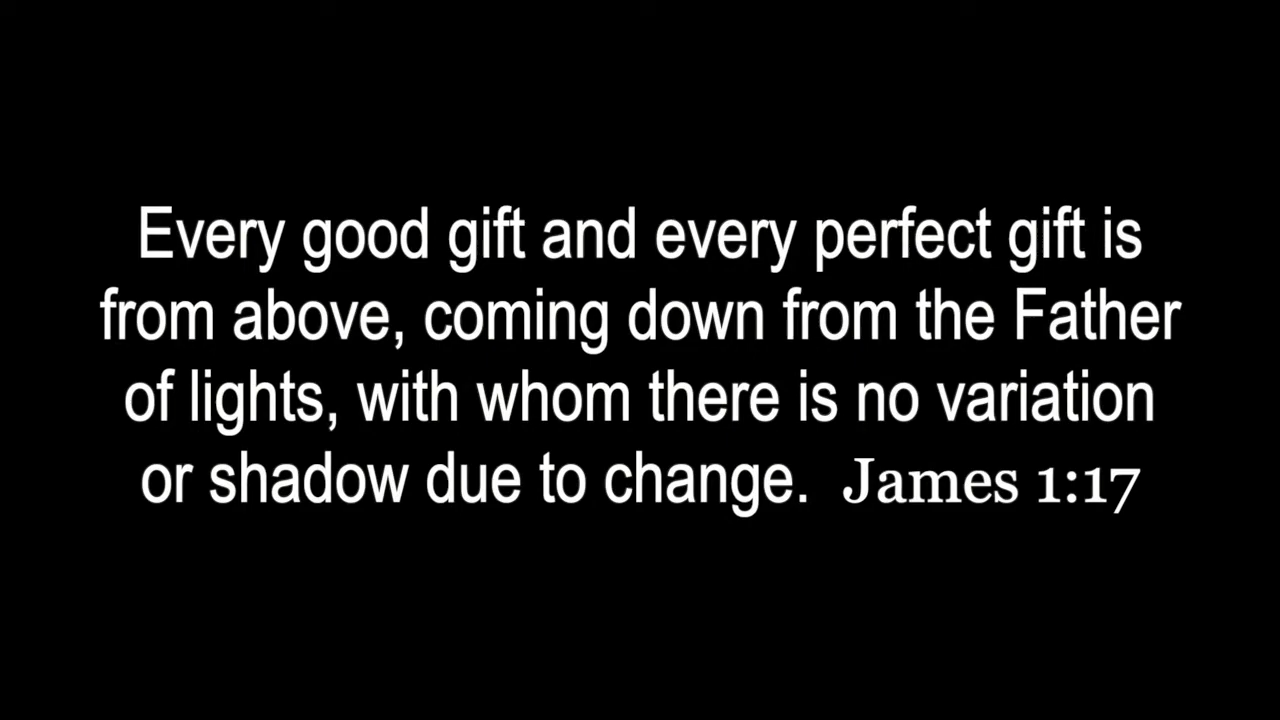 Every good gift and every perfect gift is
from above, coming down from the Father
of lights, with whom there is no variation
or shadow due to change. James 1:17